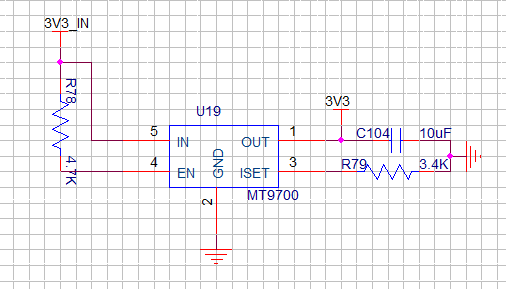 3V3_IN
R78
4.7K
U19
5
IN
OUT
1
3V3
C104
10uF
4
EN
GND
ISET
3
R79
3.4K
MT9700
2